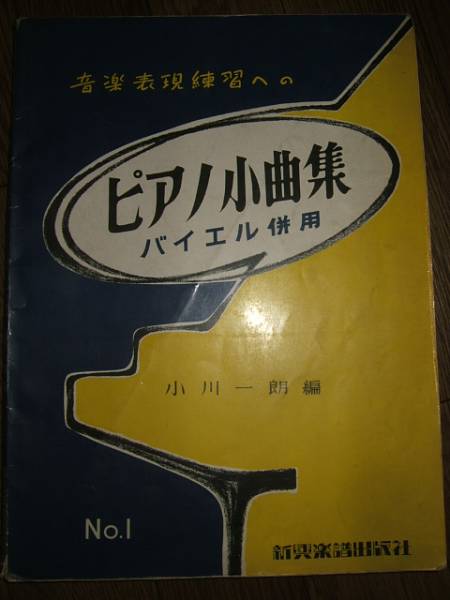 音楽表現練習への
ピアノ小曲集
バイエル併用
小川一朗編
No.1
新興楽譜出版社